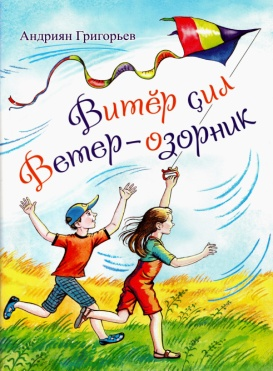 Андриян Григорьев
Витӗр ҫил
Ветер-озорник